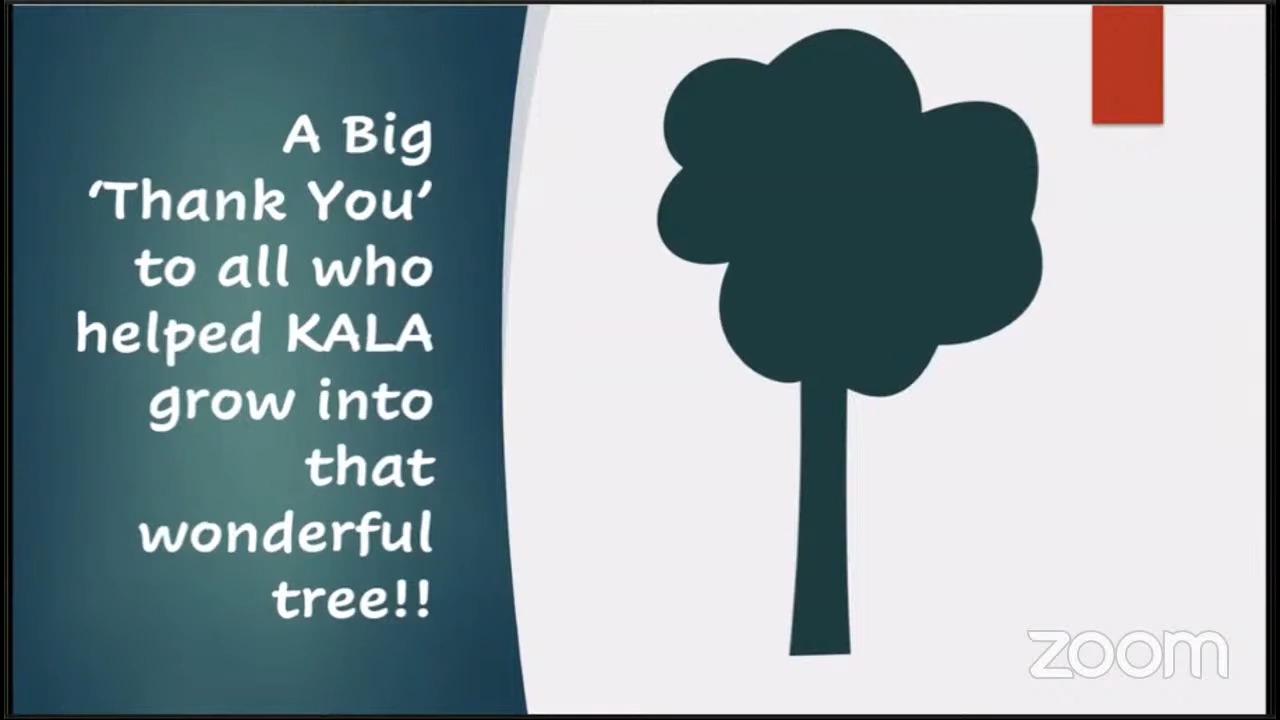 A Big
‘Thank You’
to all who
helped KALA
grow into
that
wonderful
tree!!
zoom